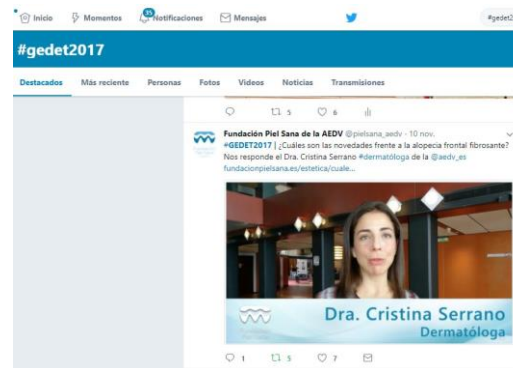 Inicio Momentos 35 Notificaciones Mensajes #gedet2
#gedet2017
Destacados Más reciente Personas Fotos Videos Noticias Transmisiones
5 6
Fundación Piel Sana de la AEDV @pielsana_aedv · 10 nov.
#GEDET2017 | ¿Cuáles son las novedades frente a la alopecia frontal fibrosante?
Nos responde el Dra. Cristina Serrano #dermatóloga de la @aedv_es
fundacionpielsana.es/estetica/cuale...
Dra. Cristina Serrano
Dermatóloga
1 5 7